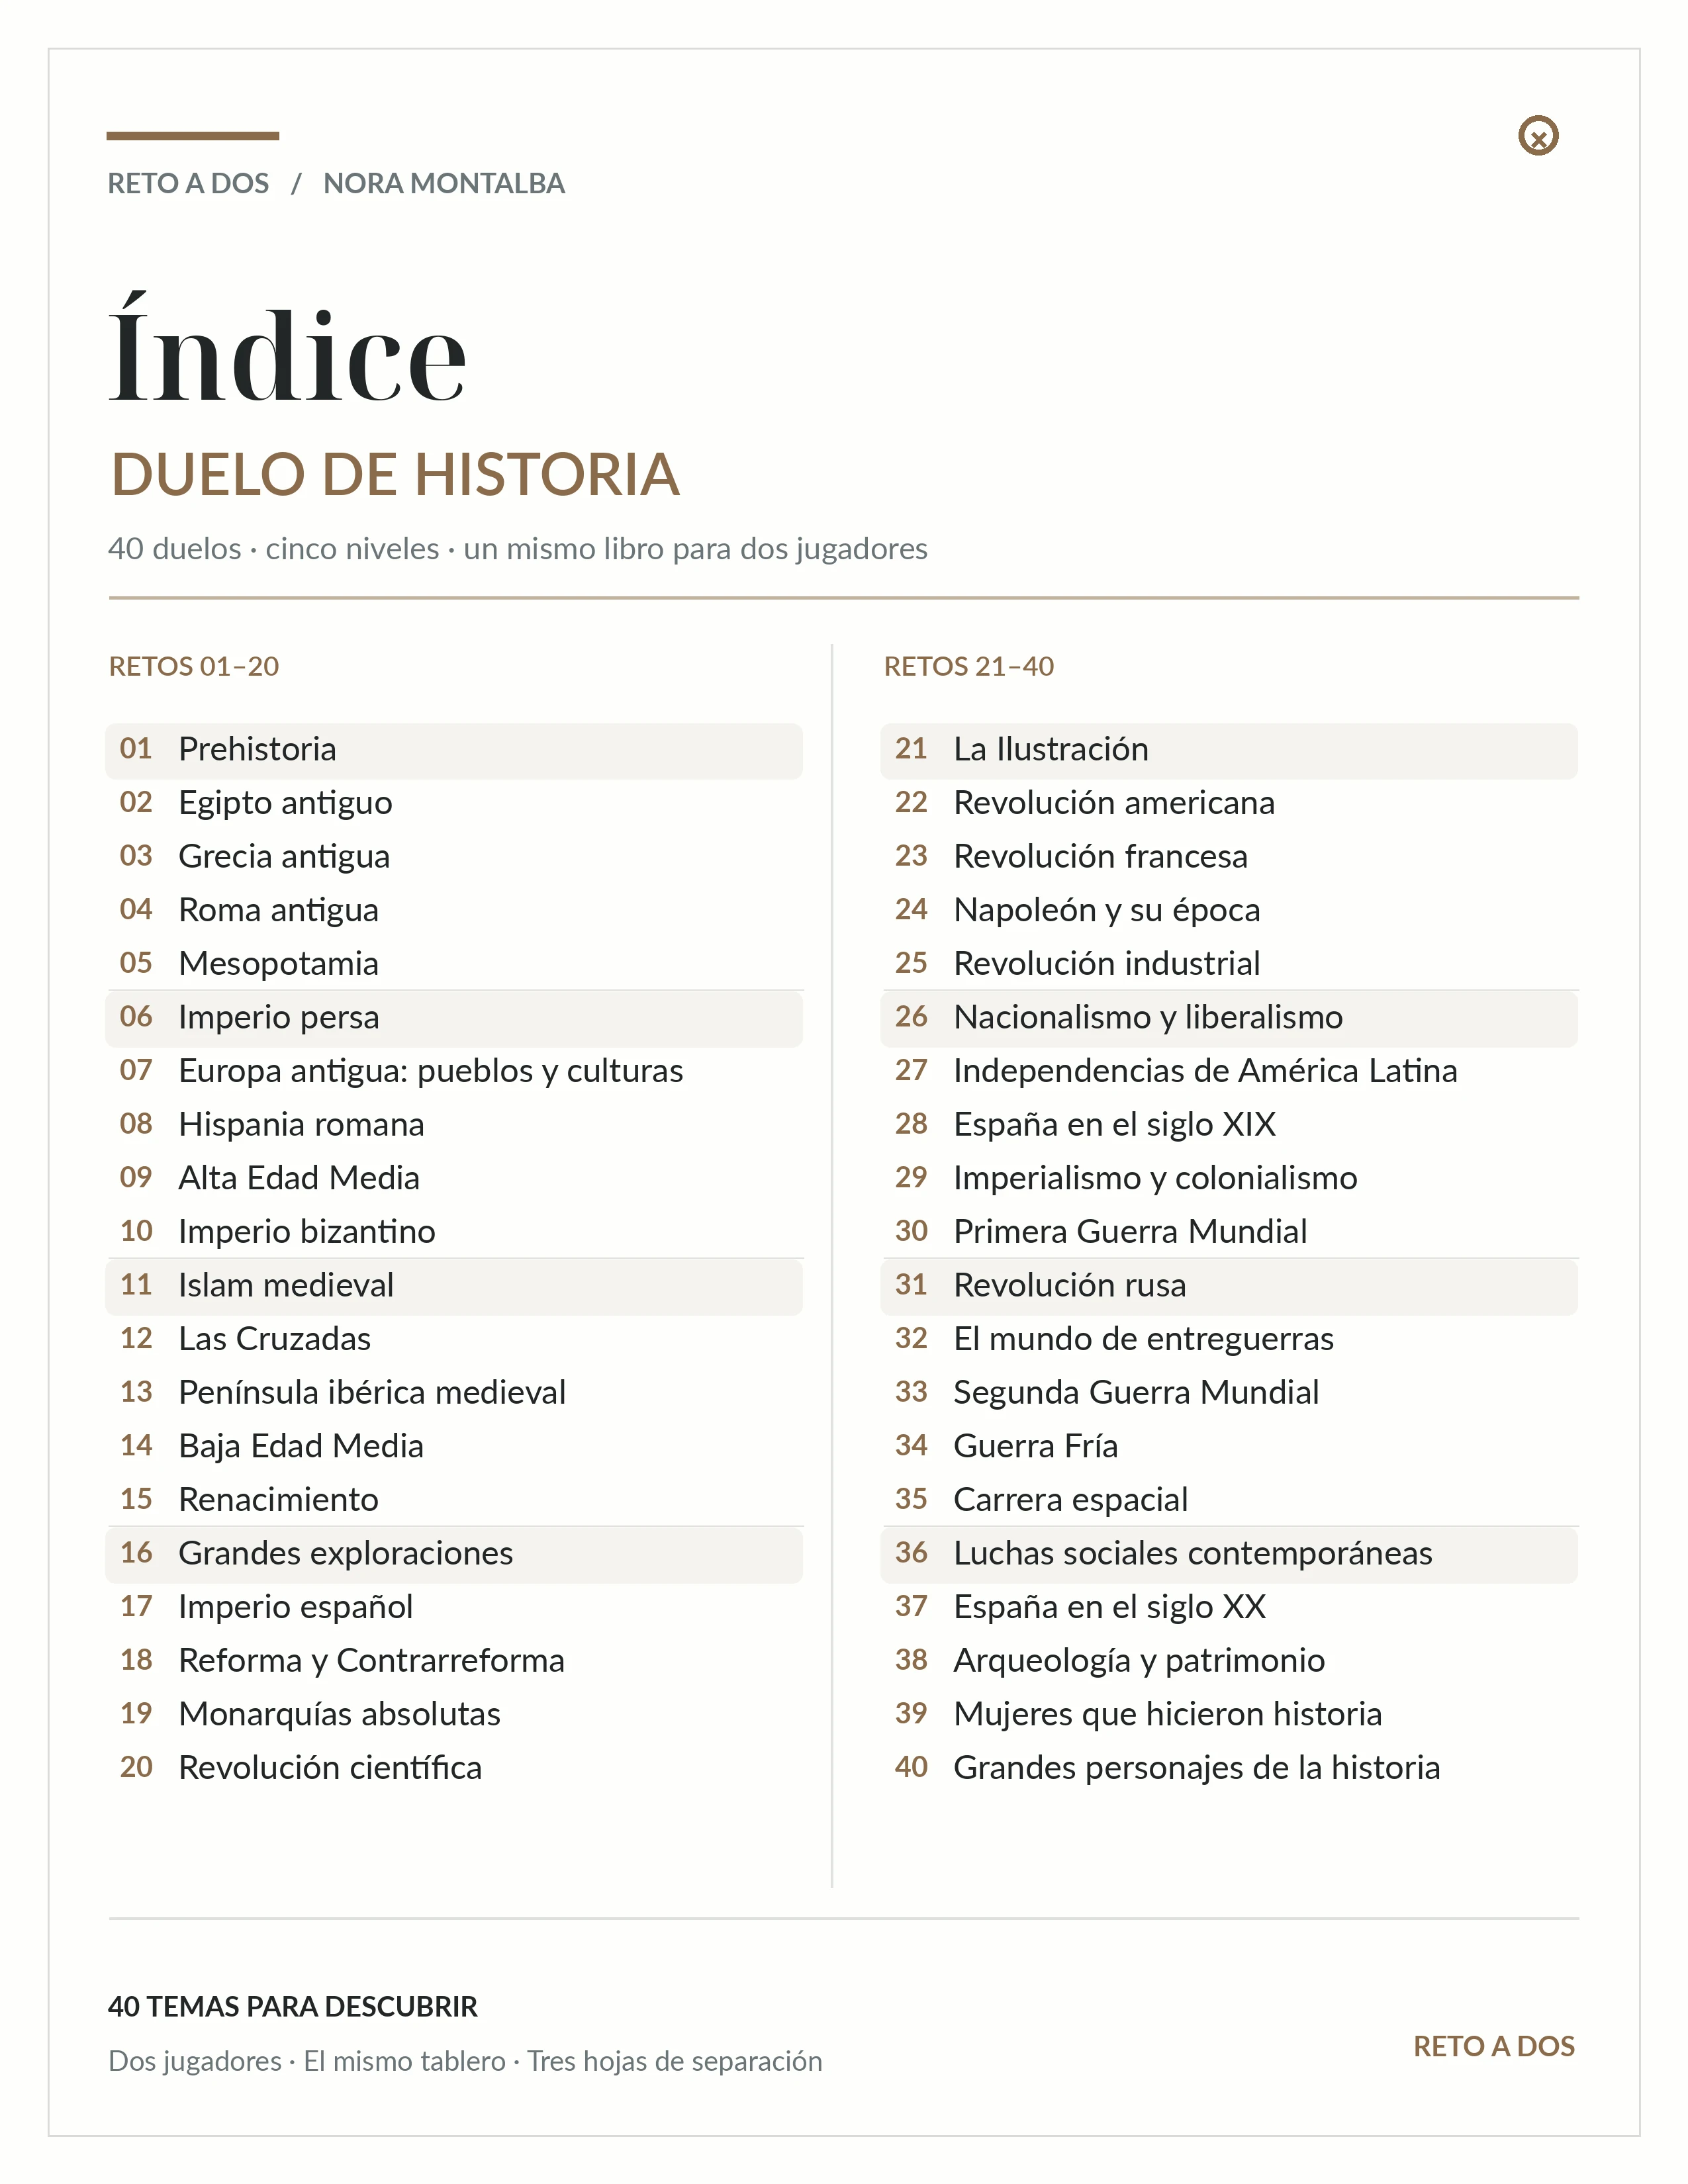 RETO A DOS / NORA MONTALBA
Índice
DUELO DE HISTORIA
40 duelos · cinco niveles · un mismo libro para dos jugadores
RETOS 01–20
01 Prehistoria
02 Egipto antiguo
03 Grecia antigua
04 Roma antigua
05 Mesopotamia
06 Imperio persa
07 Europa antigua: pueblos y culturas
08 Hispania romana
09 Alta Edad Media
10 Imperio bizantino
11 Islam medieval
12 Las Cruzadas
13 Península ibérica medieval
14 Baja Edad Media
15 Renacimiento
16 Grandes exploraciones
17 Imperio español
18 Reforma y Contrarreforma
19 Monarquías absolutas
20 Revolución científica
RETOS 21–40
21 La Ilustración
22 Revolución americana
23 Revolución francesa
24 Napoleón y su época
25 Revolución industrial
26 Nacionalismo y liberalismo
27 Independencias de América Latina
28 España en el siglo XIX
29 Imperialismo y colonialismo
30 Primera Guerra Mundial
31 Revolución rusa
32 El mundo de entreguerras
33 Segunda Guerra Mundial
34 Guerra Fría
35 Carrera espacial
36 Luchas sociales contemporáneas
37 España en el siglo XX
38 Arqueología y patrimonio
39 Mujeres que hicieron historia
40 Grandes personajes de la historia
40 TEMAS PARA DESCUBRIR
Dos jugadores · El mismo tablero · Tres hojas de separación
RETO A DOS